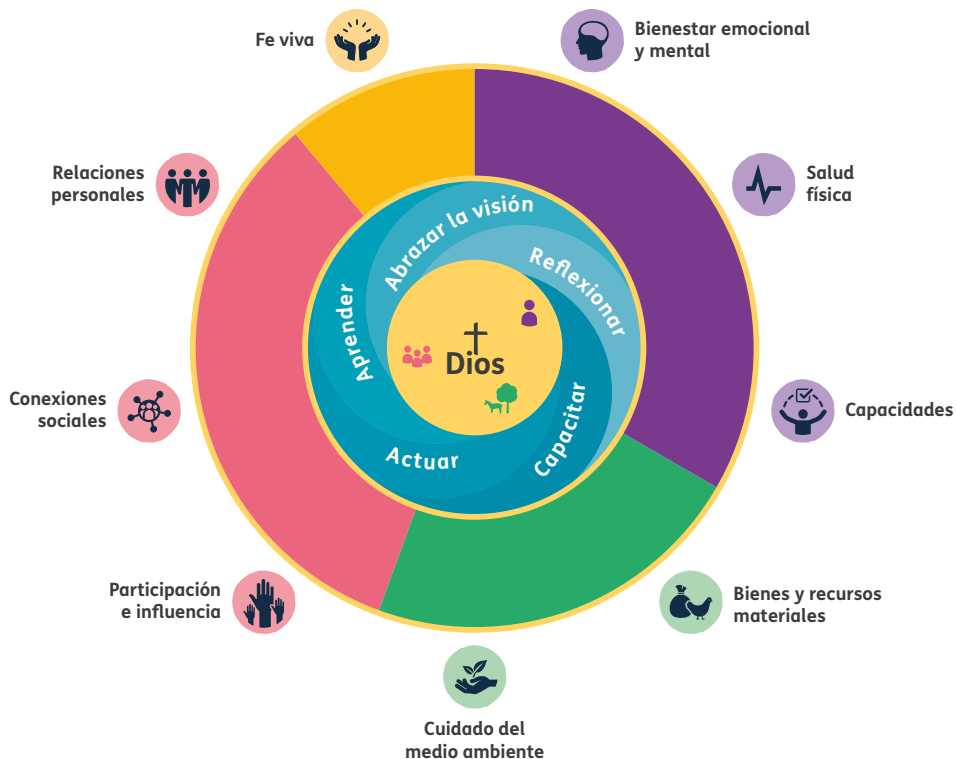 Fe viva
Bienestar emocional
y mental
Relaciones
personales
Salud
física
Abrazar la visión
Reflexionar
Aprender
Dios
Conexiones
sociales
Capacidades
Actuar
Capacitar
Participación
e influencia
Bienes y recursos
materiales
Cuidado del
medio ambiente